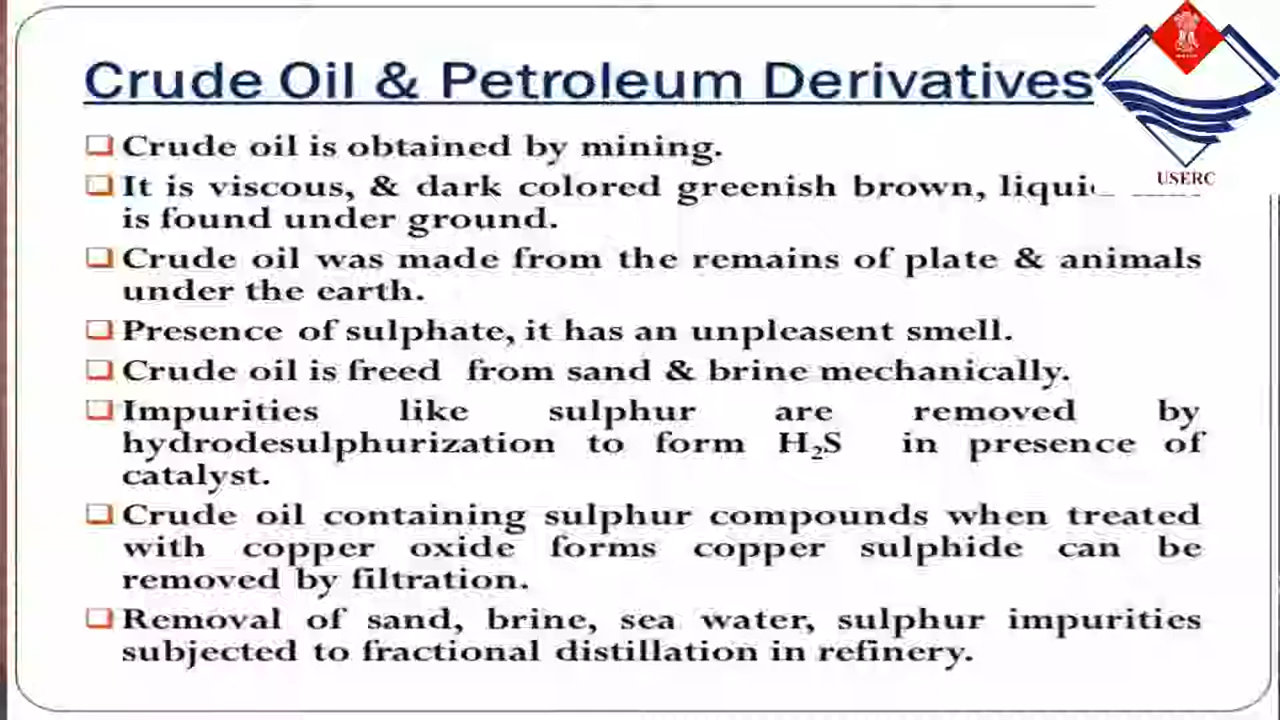 Crude Oil & Petroleum Derivatives
Crude oil is obtained by mining.
It is viscous, & dark colored greenish brown,
is found under ground.
Crude oil was made from the remains of plate & animals
under the earth.
Presence of sulphate, it has an unpleasent smell.
Crude oil is freed from sand & brine mechanically.
Impurities like sulphur are removed by
hydrodesulphurization to form H₂S in presence of
catalyst.
Crude oil containing sulphur compounds when treated
with copper oxide forms copper sulphide can be
removed by filtration.
Removal of sand, brine, sea water, sulphur impurities
subjected to fractional distillation in refinery.
USERC